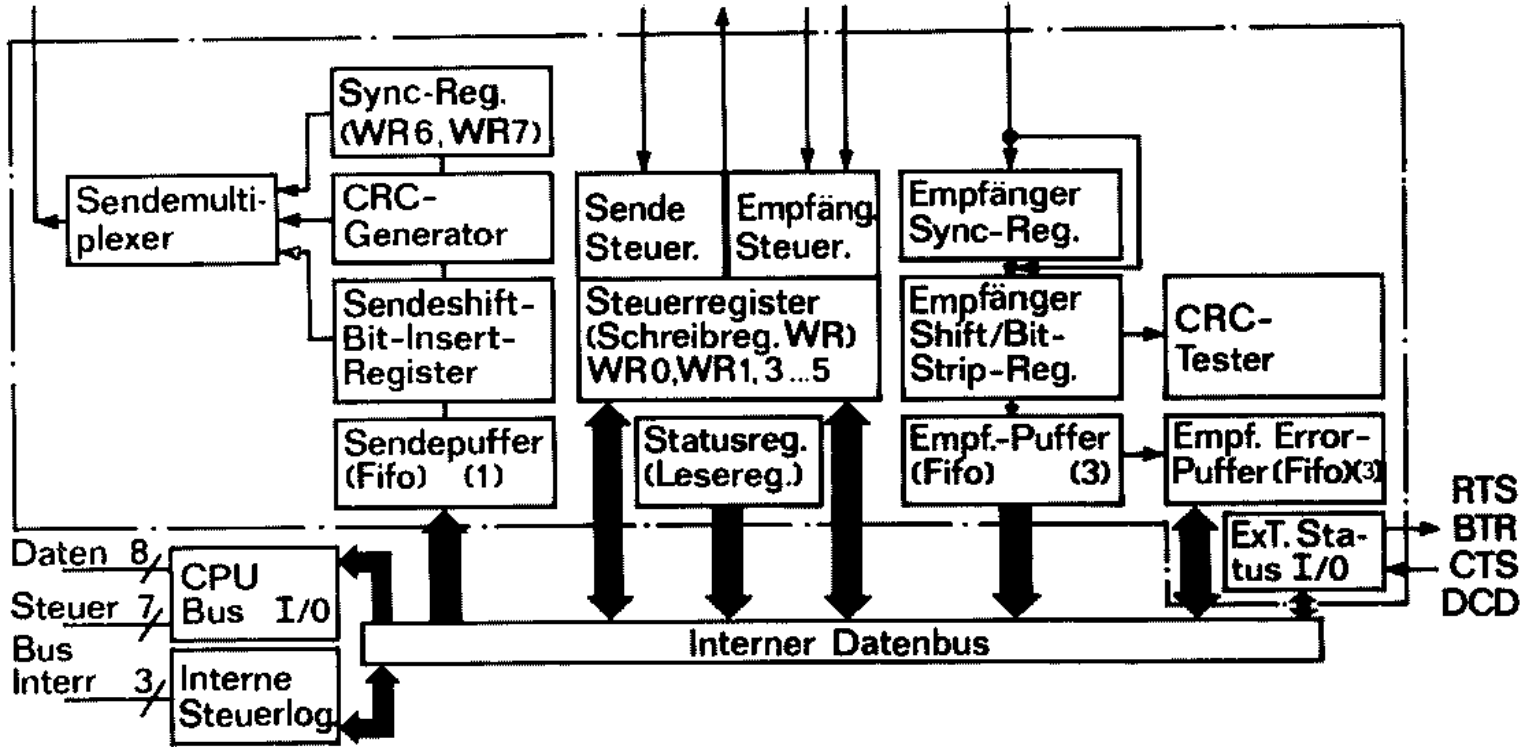 Sync-Reg.
(WR6, WR7)
Sendemulti-
plexer
CRC-
Generator
Sendeshift-
Bit-Insert-
Register
Sendepuffer
(Fifo) (1)
Sende
Steuer.
Empfäng.
Steuer.
Steuerregister
(Schreibreg. WR)
WR0,WR1, 3...5
Statusreg.
(Lesereg.)
Empfänger
Sync-Reg.
Empfänger
Shift/Bit-
Strip-Reg.
CRC-
Tester
Empf.-Puffer
(Fifo) (3)
Empf. Error-
Puffer(Fifo)(3)
ExT. Sta-
tus I/0
RTS
BTR
CTS
DCD
Daten 8
Steuer 7
Bus
Interr 3
CPU
Bus I/0
Interne
Steuerlog.
Interner Datenbus